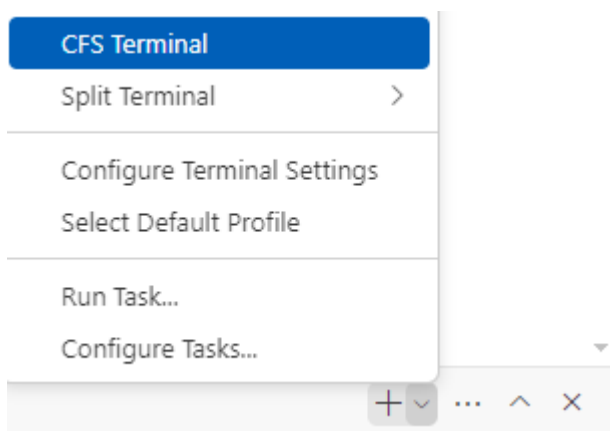 CFS Terminal
Split Terminal
Configure Terminal Settings
Select Default Profile
Run Task...
Configure Tasks...